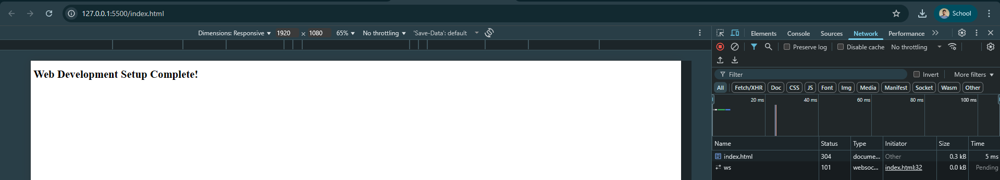 127.0.0.1:5500/index.html
School
Dimensions: Responsive 1920 × 1080 65% No throttling 'Save-Data': default
Elements Console Sources Network Performance
Preserve log Disable cache No throttling
Filter Invert More filters
All Fetch/XHR Doc CSS JS Font Img Media Manifest Socket Wasm Other
20 ms 40 ms 60 ms 80 ms 100 ms
Web Development Setup Complete!
Name Status Type Initiator Size Time
index.html 304 docume... Other 0.3 kB 5 ms
ws 101 websoc... index.html:32 0.0 kB Pending